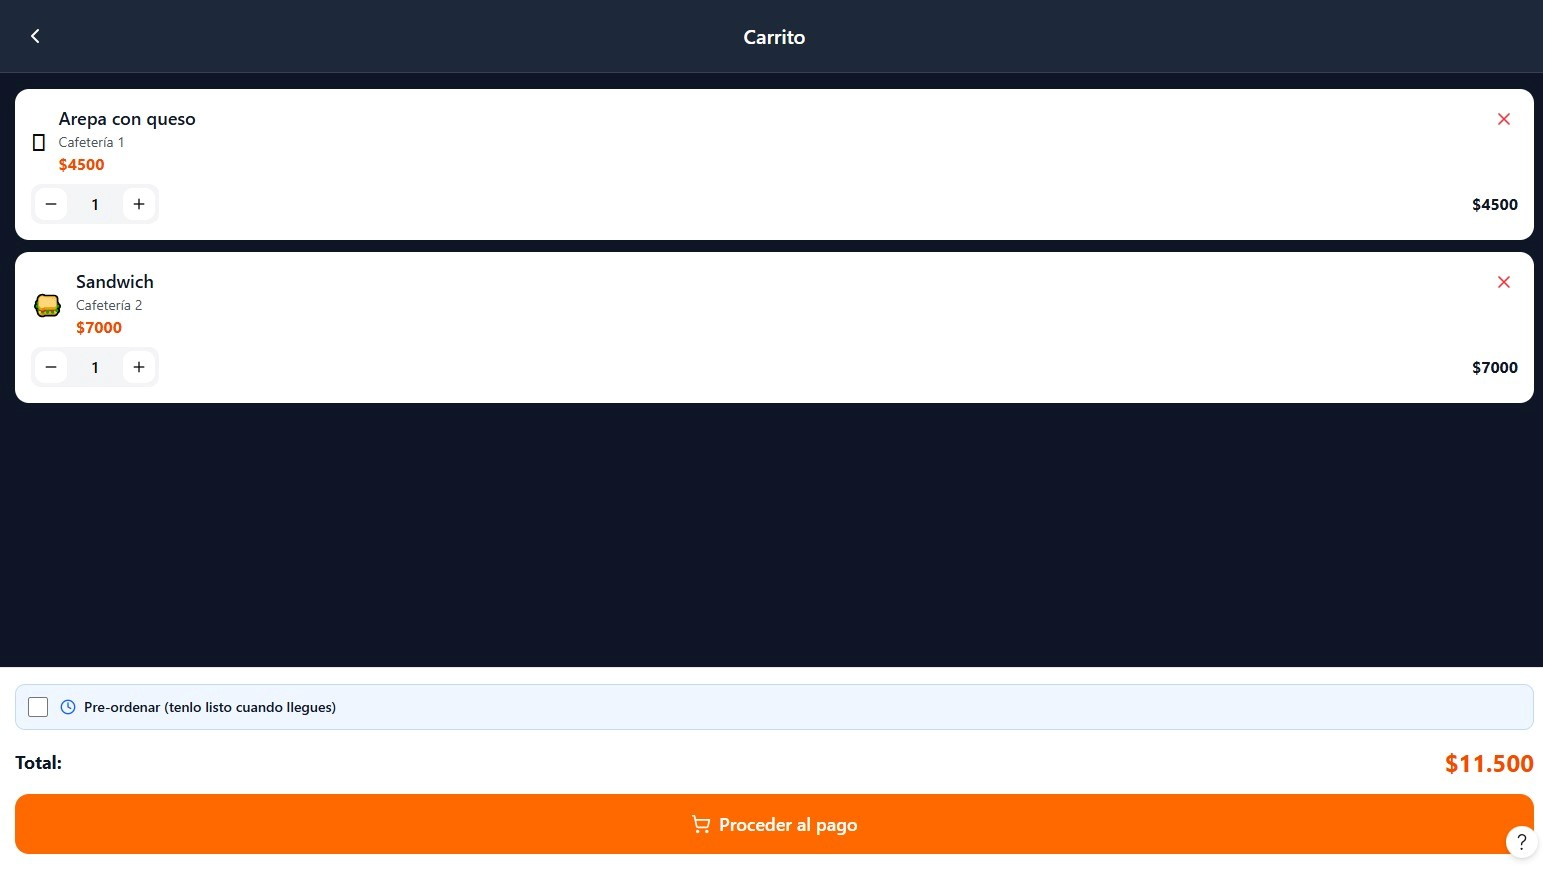 Carrito
Arepa con queso
Cafetería 1
$4500
1
$4500
Sandwich
Cafetería 2
$7000
1
$7000
Pre-ordenar (tenlo listo cuando llegues)
Total:
$11.500
Proceder al pago
?